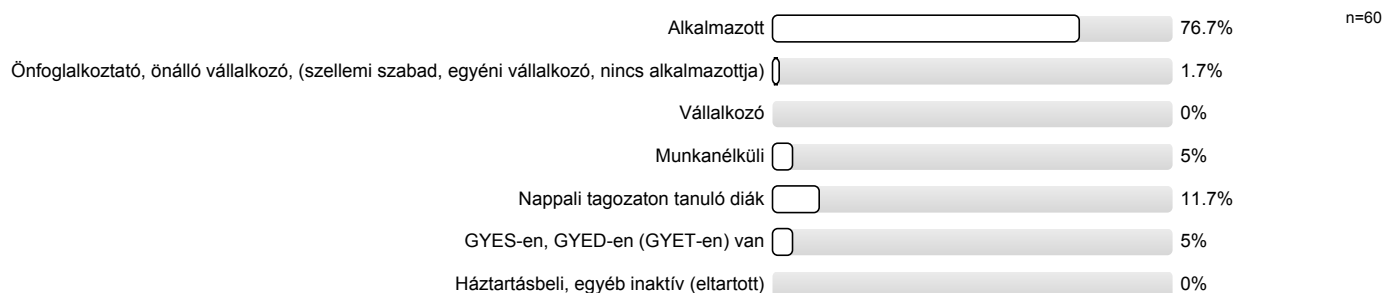 Alkalmazott 76.7% n=60
Önfoglalkoztató, önálló vállalkozó, (szellemi szabad, egyéni vállalkozó, nincs alkalmazottja) 1.7%
Vállalkozó 0%
Munkanélküli 5%
Nappali tagozaton tanuló diák 11.7%
GYES-en, GYED-en (GYET-en) van 5%
Háztartásbeli, egyéb inaktív (eltartott) 0%